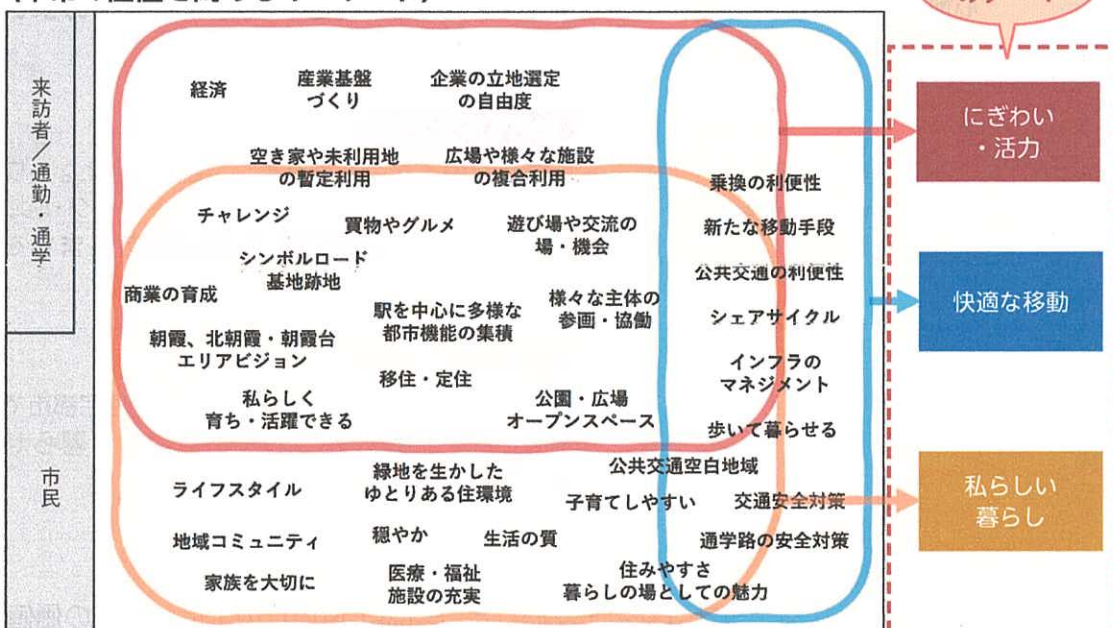 来訪者／通勤・通学
市民
経済
産業基盤
づくり
企業の立地選定
の自由度
空き家や未利用地
の暫定利用
広場や様々な施設
の複合利用
乗換の利便性
チャレンジ
買物やグルメ
遊び場や交流の
場・機会
新たな移動手段
シンボルロード
基地跡地
公共交通の利便性
商業の育成
駅を中心に多様な
都市機能の集積
様々な主体の
参画・協働
シェアサイクル
朝霞、北朝霞・朝霞台
エリアビジョン
移住・定住
インフラの
マネジメント
私らしく
育ち・活躍できる
公園・広場
オープンスペース
歩いて暮らせる
公共交通空白地域
ライフスタイル
緑地を生かした
ゆとりある住環境
子育てしやすい
交通安全対策
地域コミュニティ
穏やか
生活の質
通学路の安全対策
家族を大切に
医療・福祉
施設の充実
住みやすさ
暮らしの場としての魅力
にぎわい
・活力
快適な移動
私らしい
暮らし